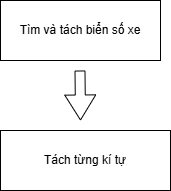 Tìm và tách biển số xe
Tách từng kí tự